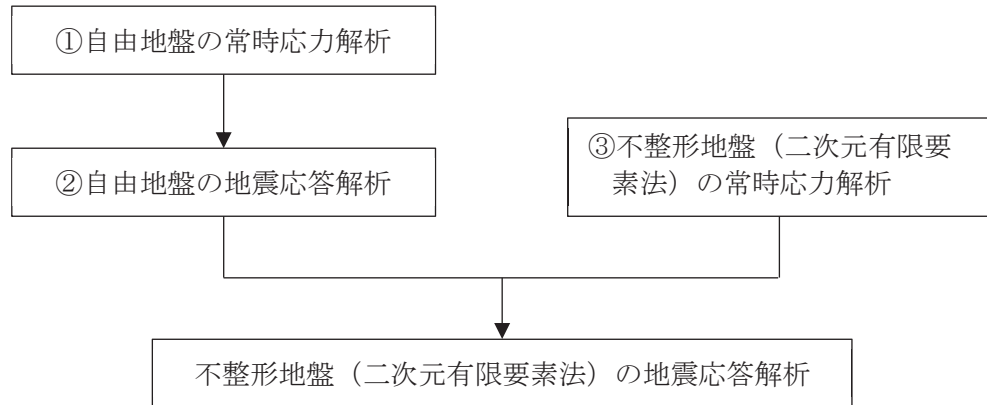 ①自由地盤の常時応力解析
②自由地盤の地震応答解析
③不整形地盤（二次元有限要
素法）の常時応力解析
不整形地盤（二次元有限要素法）の地震応答解析